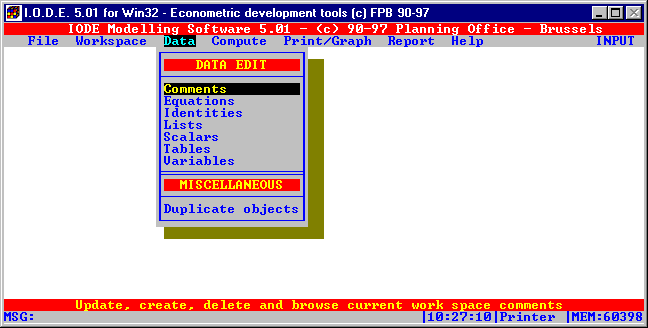 I.O.D.E. 5.01 for Win32 - Econometric development tools (c) FPB 90-97
IODE Modelling Software 5.01 - (c) 90-97 Planning Office - Brussels
File Workspace Data Compute Print/Graph Report Help INPUT
DATA EDIT
Comments
Equations
Identities
Lists
Scalars
Tables
Variables
MISCELLANEOUS
Duplicate objects
Update, create, delete and browse current work space comments
MSG: |10:27:10|Printer |MEM:60398